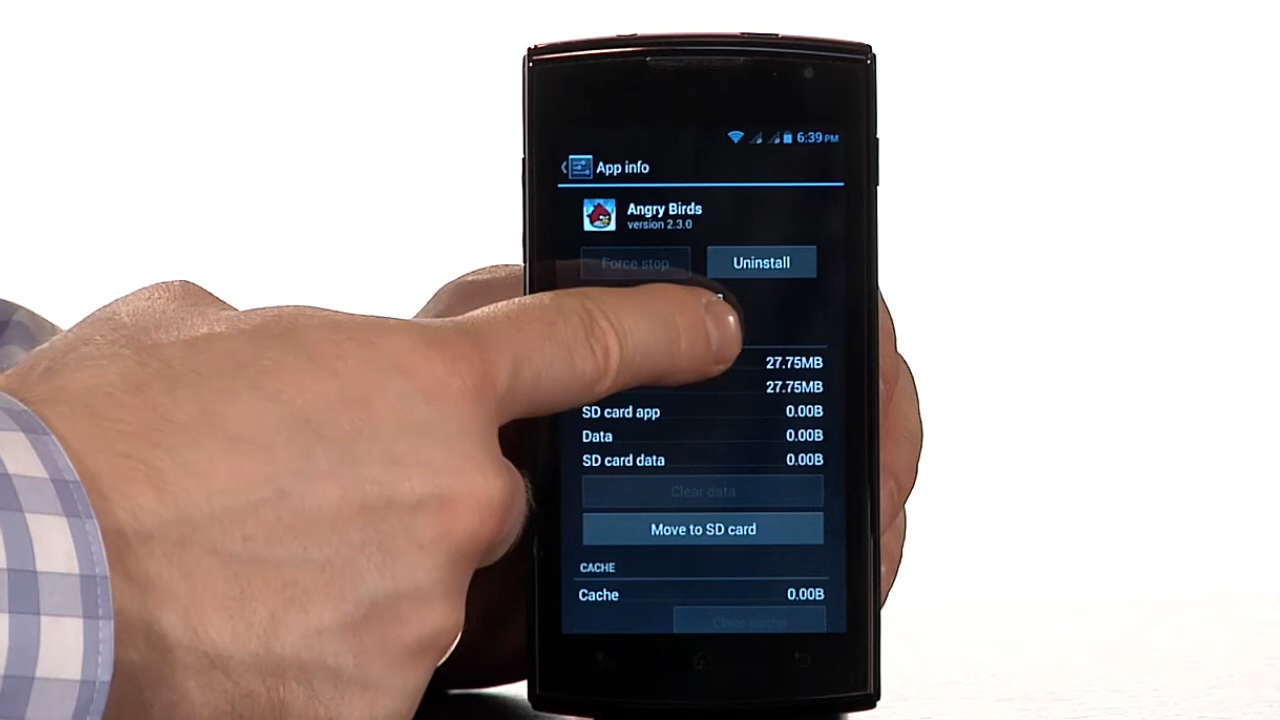 6:39 PM
App info
Angry Birds
version 2.3.0
Force stop Uninstall
27.75MB
27.75MB
SD card app 0.00B
Data 0.00B
SD card data 0.00B
Clear data
Move to SD card
CACHE
Cache 0.00B
Clear cache